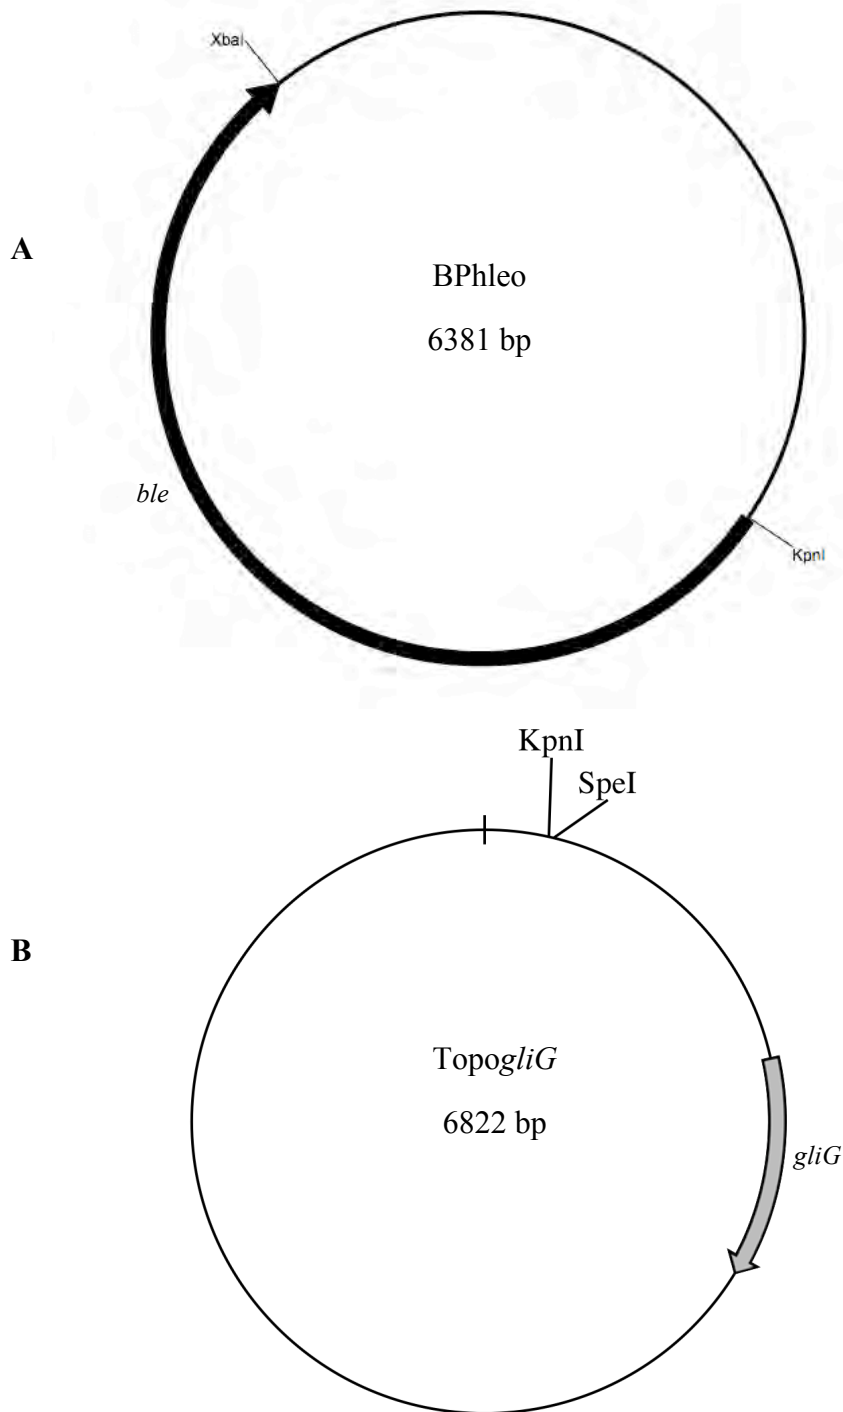 XbaI
A
BPhleo
6381 bp
ble
KpnI
KpnI
SpeI
B
TopogliG
6822 bp
gliG